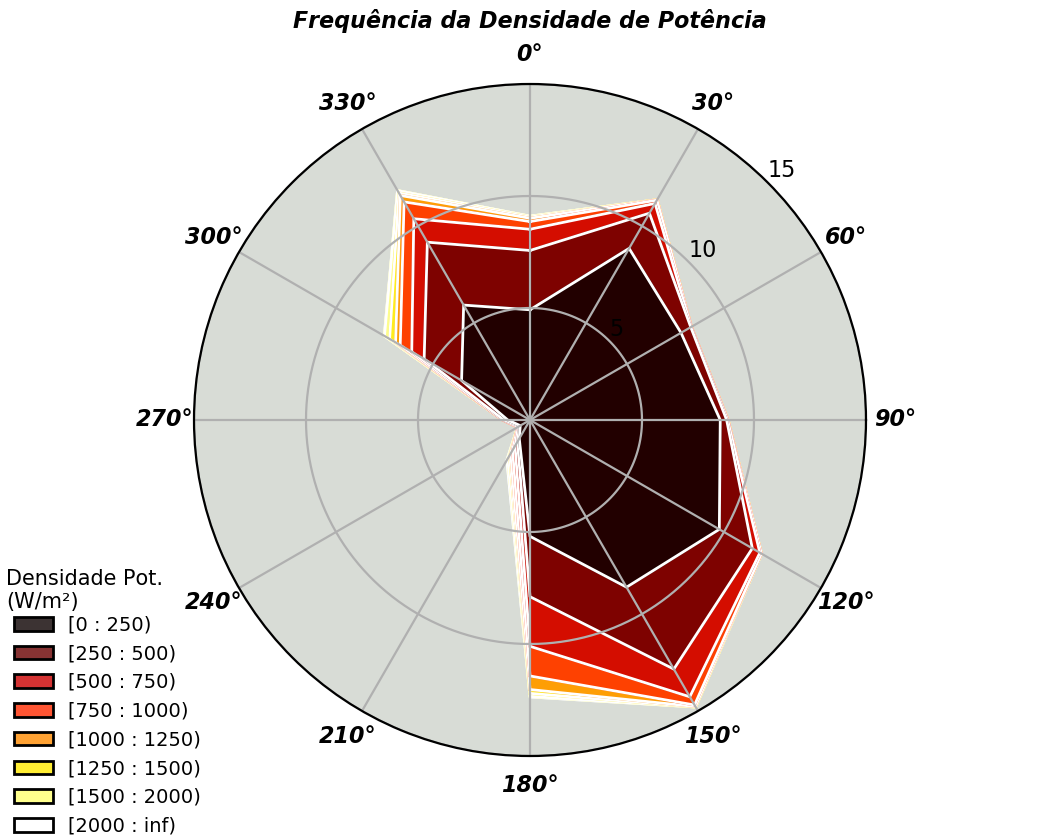 Frequência da Densidade de Potência
0°
330°
30°
15
300°
60°
10
5
270°
90°
240°
120°
210°
150°
180°
Densidade Pot.
(W/m²)
[0 : 250)
[250 : 500)
[500 : 750)
[750 : 1000)
[1000 : 1250)
[1250 : 1500)
[1500 : 2000)
[2000 : inf)